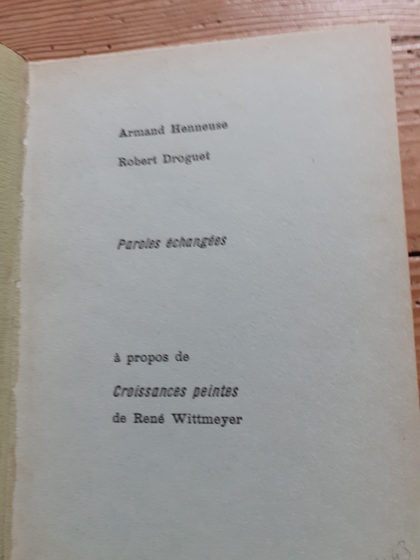 Armand Henneuse
Robert Droguet
Paroles échangées
à propos de
Croissances peintes
de René Wittmeyer